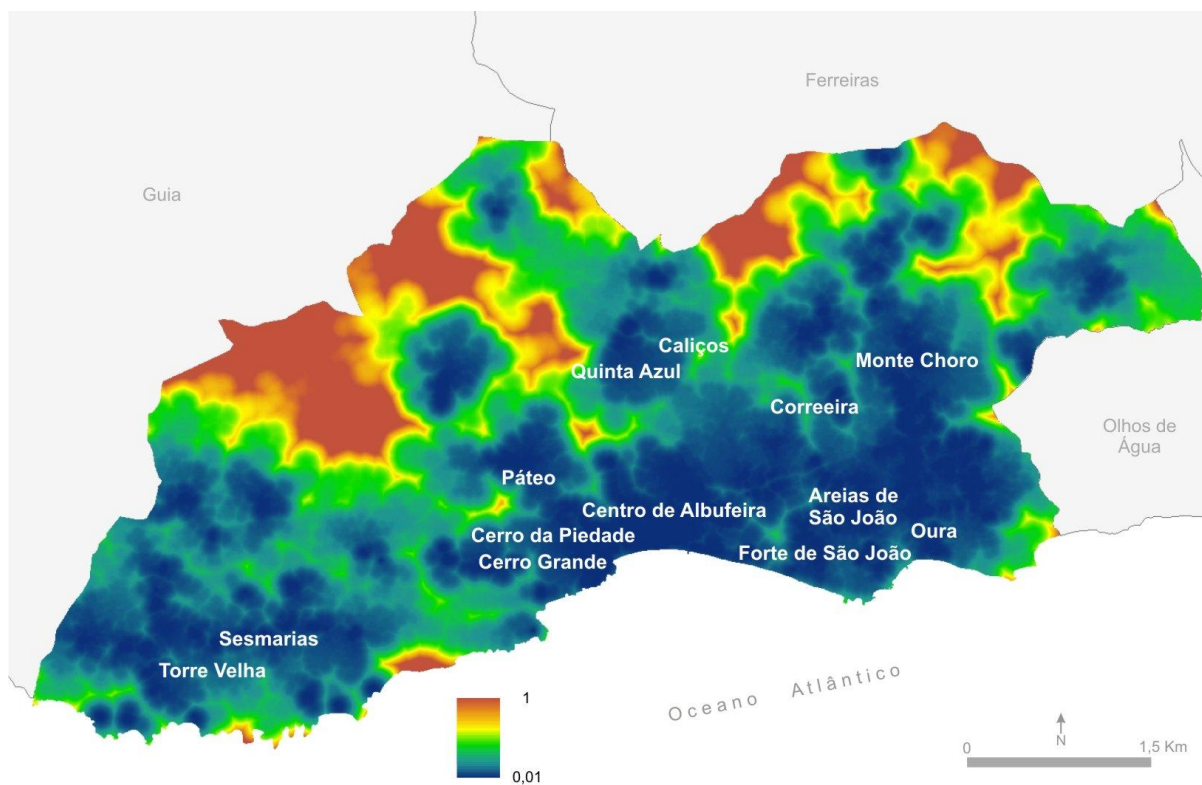 Ferreiras
Guia
Caliços
Quinta Azul
Monte Choro
Correeira
Olhos de
Água
Páteo
Areias de
São João
Centro de Albufeira
Oura
Cerro da Piedade
Forte de São João
Cerro Grande
Sesmarias
Torre Velha
Oceano Atlântico
1
0,01
N
0
1,5 Km